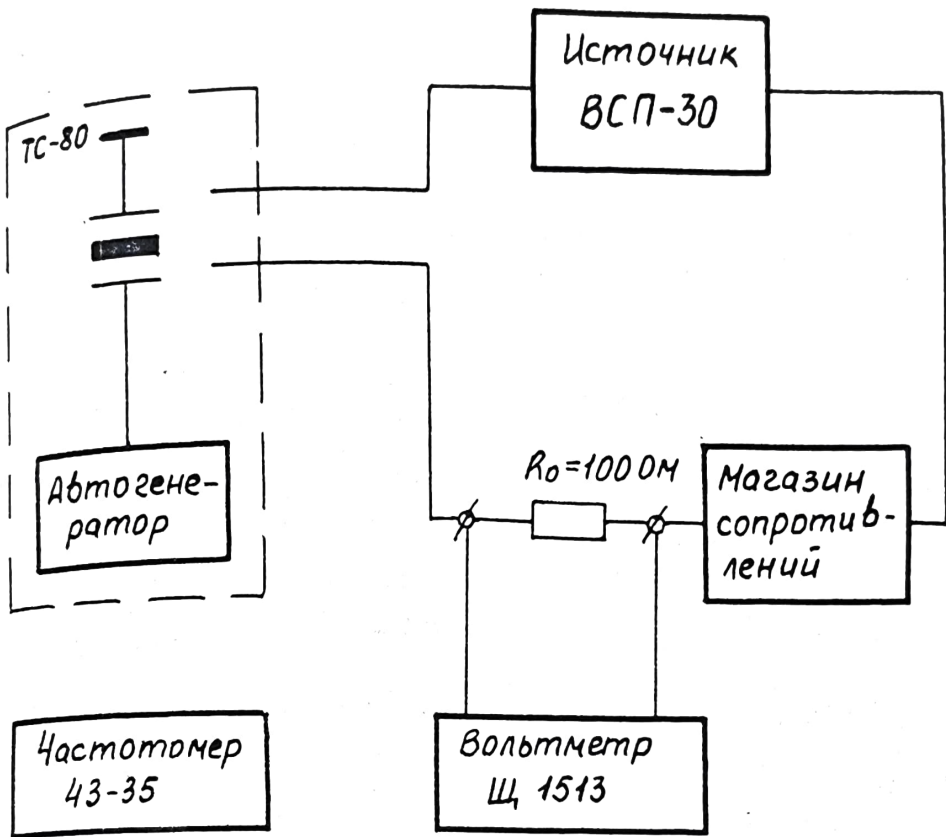 Источник
ВСП-30
ТС-80
Автогене-
ратор
R₀=100 Ом
Магазин
сопротив-
лений
Частотомер
Ч3-35
Вольтметр
Щ 1513